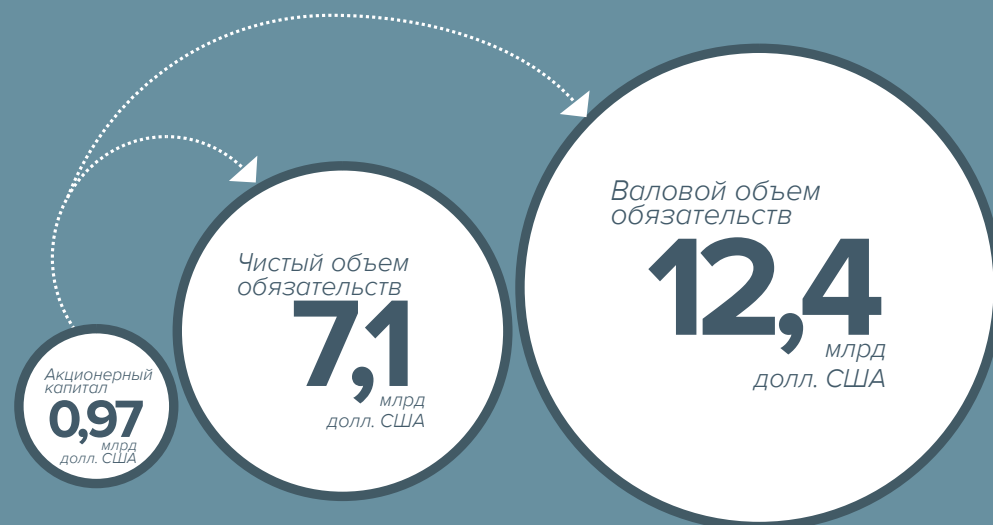 Акционерный
капитал
0,97
млрд
долл. США
Чистый объем
обязательств
7,1
млрд
долл. США
Валовой объем
обязательств
12,4
млрд
долл. США